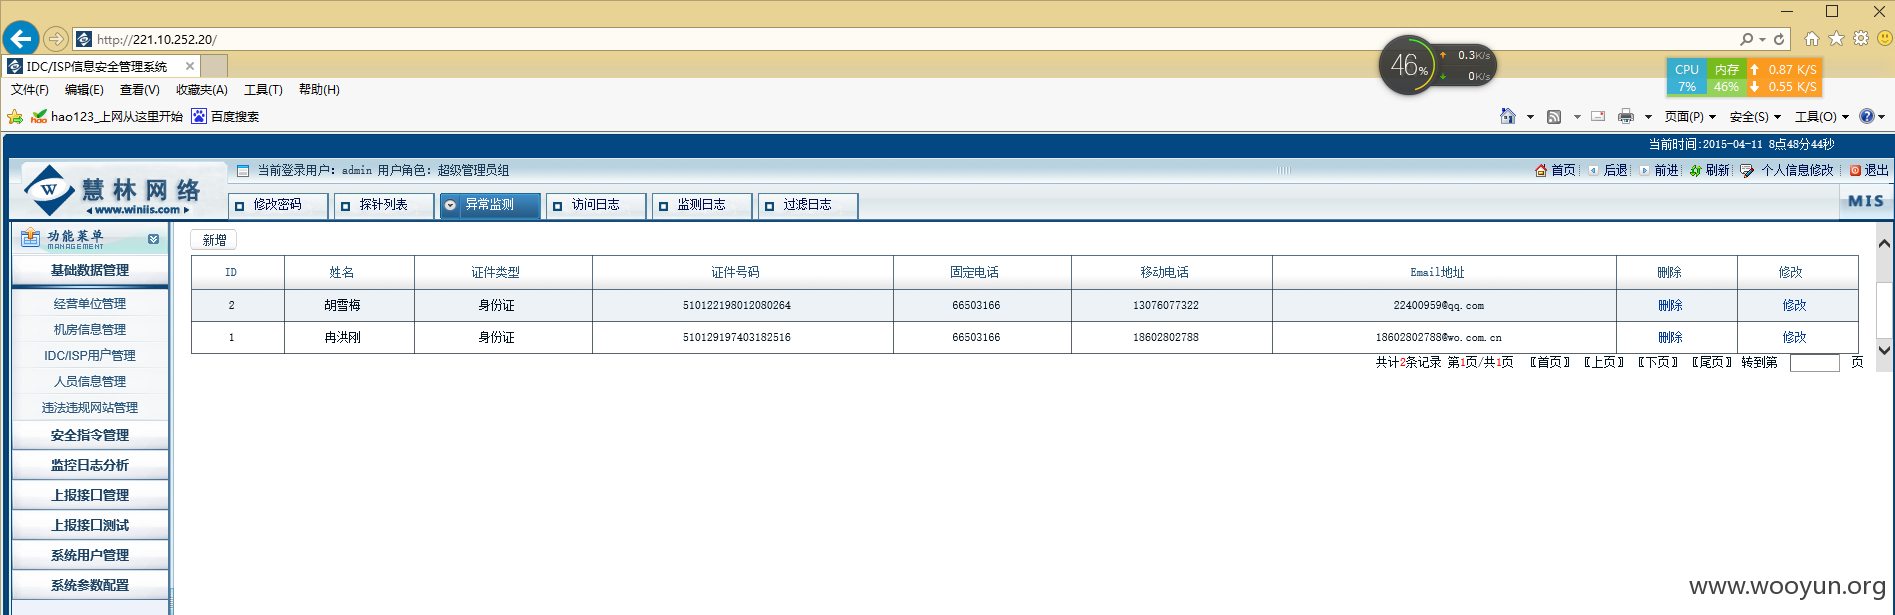 http://221.10.252.20/
IDC/ISP信息安全管理系统
46%
0.3K/s
0K/s
CPU 7%
内存 46%
0.87 K/S
0.55 K/S
文件(F) 编辑(E) 查看(V) 收藏夹(A) 工具(T) 帮助(H)
hao123_上网从这里开始 百度搜索
页面(P) 安全(S) 工具(O)
当前时间:2015-04-11 8点48分44秒
慧林网络
www.winiis.com
当前登录用户: admin 用户角色: 超级管理员组
首页 后退 前进 刷新 个人信息修改 退出
修改密码 探针列表 异常监测 访问日志 监测日志 过滤日志
MIS
功能菜单
MANAGEMENT
基础数据管理
经营单位管理
机房信息管理
IDC/ISP用户管理
人员信息管理
违法违规网站管理
安全指令管理
监控日志分析
上报接口管理
上报接口测试
系统用户管理
系统参数配置
新增
ID 姓名 证件类型 证件号码 固定电话 移动电话 Email地址 删除 修改
2 胡雪梅 身份证 510122198012080264 66503166 13076077322 22400959@qq.com 删除 修改
1 冉洪刚 身份证 510129197403182516 66503166 18602802788 18602802788@wo.com.cn 删除 修改
共计2条记录 第1页/共1页 〖首页〗 〖上页〗 〖下页〗 〖尾页〗 转到第 页
www.wooyun.org